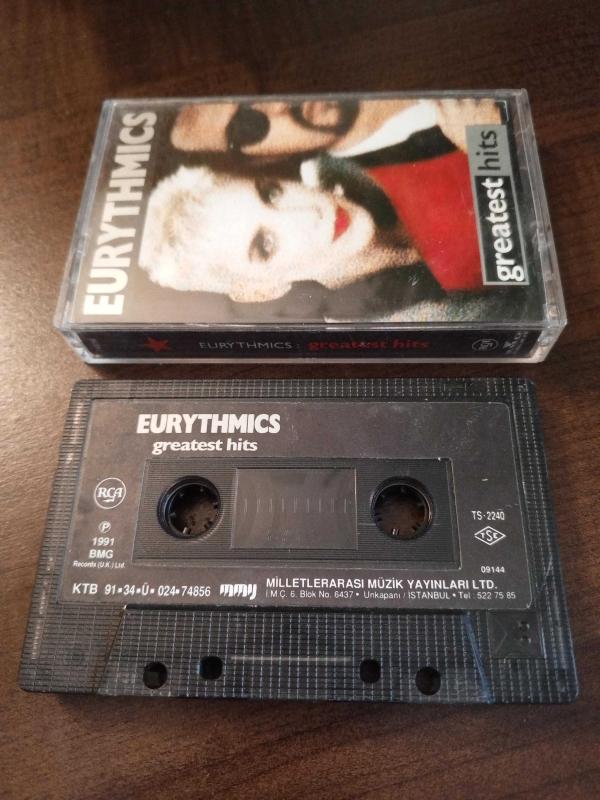 EURYTHMICS
greatest hits
EURYTHMICS : greatest hits
EURYTHMICS
greatest hits
RCA
℗
1991
BMG
Records (U.K.) Ltd.
TS-2240
TSE
09144
KTB 91▪34▪Ü▪ 024▪74856 mmy MİLLETLERARASI MÜZİK YAYINLARI LTD.
İ.M.Ç. 6. Blok No. 6437 • Unkapanı / İSTANBUL • Tel : 522 75 85